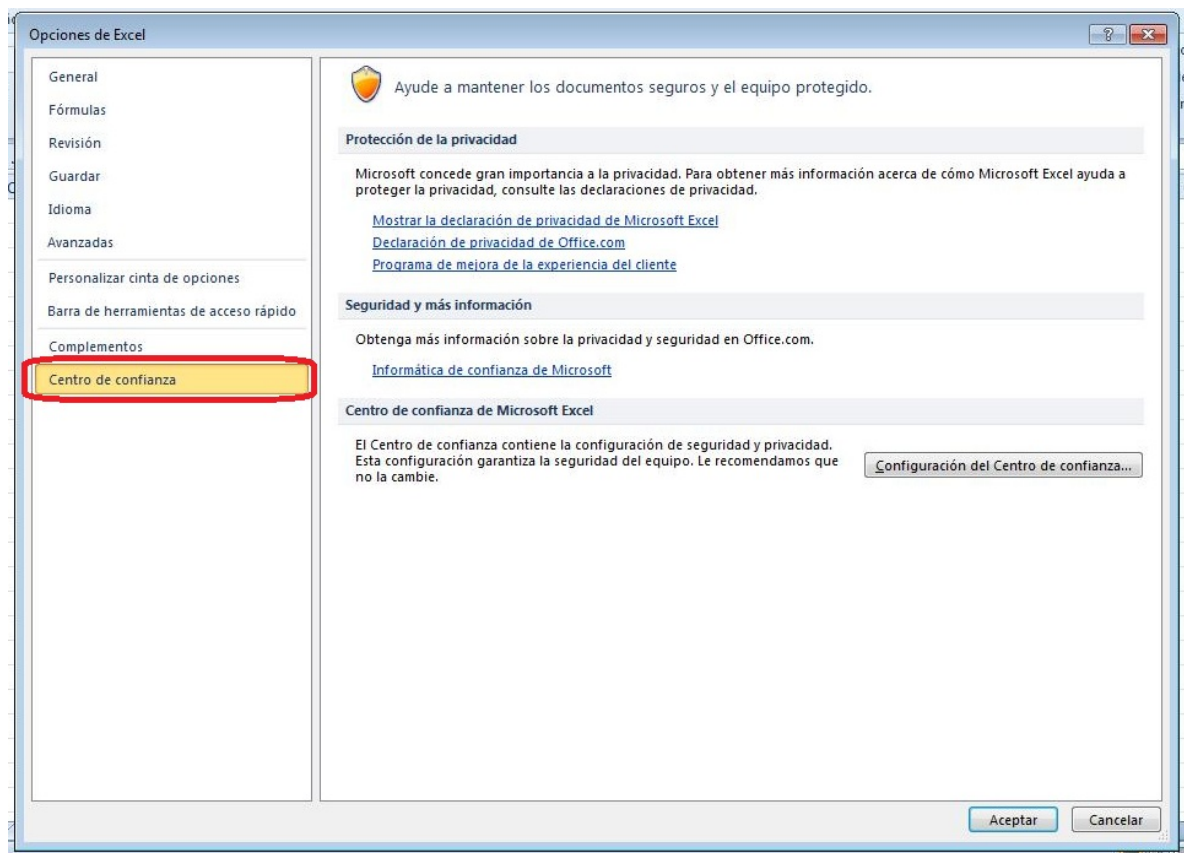 Opciones de Excel
General
Fórmulas
Revisión
Guardar
Idioma
Avanzadas
Personalizar cinta de opciones
Barra de herramientas de acceso rápido
Complementos
Centro de confianza
Ayude a mantener los documentos seguros y el equipo protegido.
Protección de la privacidad
Microsoft concede gran importancia a la privacidad. Para obtener más información acerca de cómo Microsoft Excel ayuda a
proteger la privacidad, consulte las declaraciones de privacidad.
Mostrar la declaración de privacidad de Microsoft Excel
Declaración de privacidad de Office.com
Programa de mejora de la experiencia del cliente
Seguridad y más información
Obtenga más información sobre la privacidad y seguridad en Office.com.
Informática de confianza de Microsoft
Centro de confianza de Microsoft Excel
El Centro de confianza contiene la configuración de seguridad y privacidad.
Esta configuración garantiza la seguridad del equipo. Le recomendamos que
no la cambie.
Configuración del Centro de confianza...
Aceptar
Cancelar